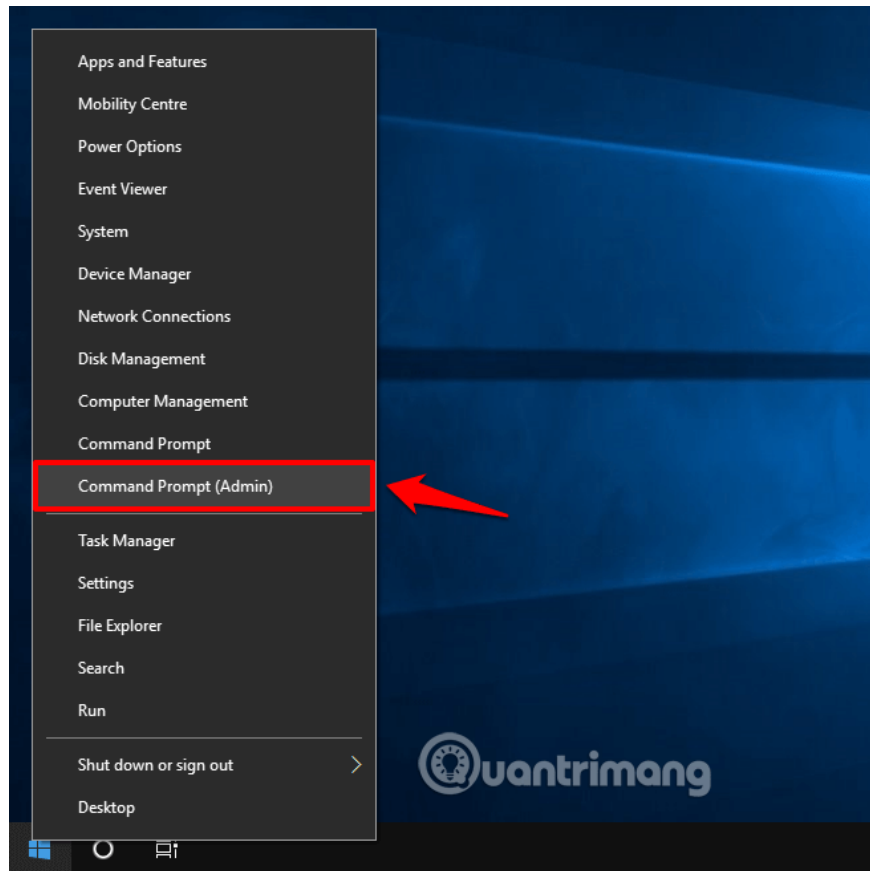 Apps and Features
Mobility Centre
Power Options
Event Viewer
System
Device Manager
Network Connections
Disk Management
Computer Management
Command Prompt
Command Prompt (Admin)
Task Manager
Settings
File Explorer
Search
Run
Shut down or sign out
Desktop
Quantrimang